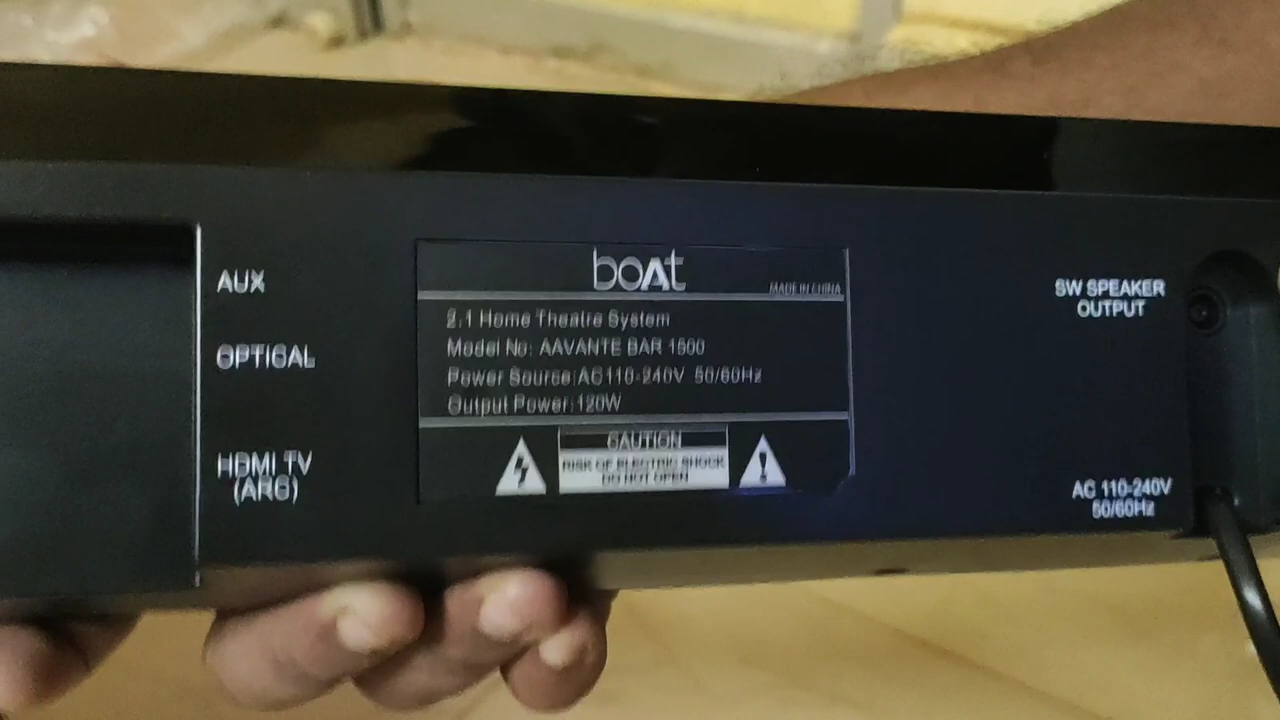 AUX
OPTICAL
HDMI TV
(ARC)
boAt
MADE IN CHINA
2.1 Home Theatre System
Model No: AAVANTE BAR 1500
Power Source:AC110-240V 50/60Hz
Output Power:120W
CAUTION
RISK OF ELECTRIC SHOCK
DO NOT OPEN
SW SPEAKER
OUTPUT
AC 110-240V
50/60Hz